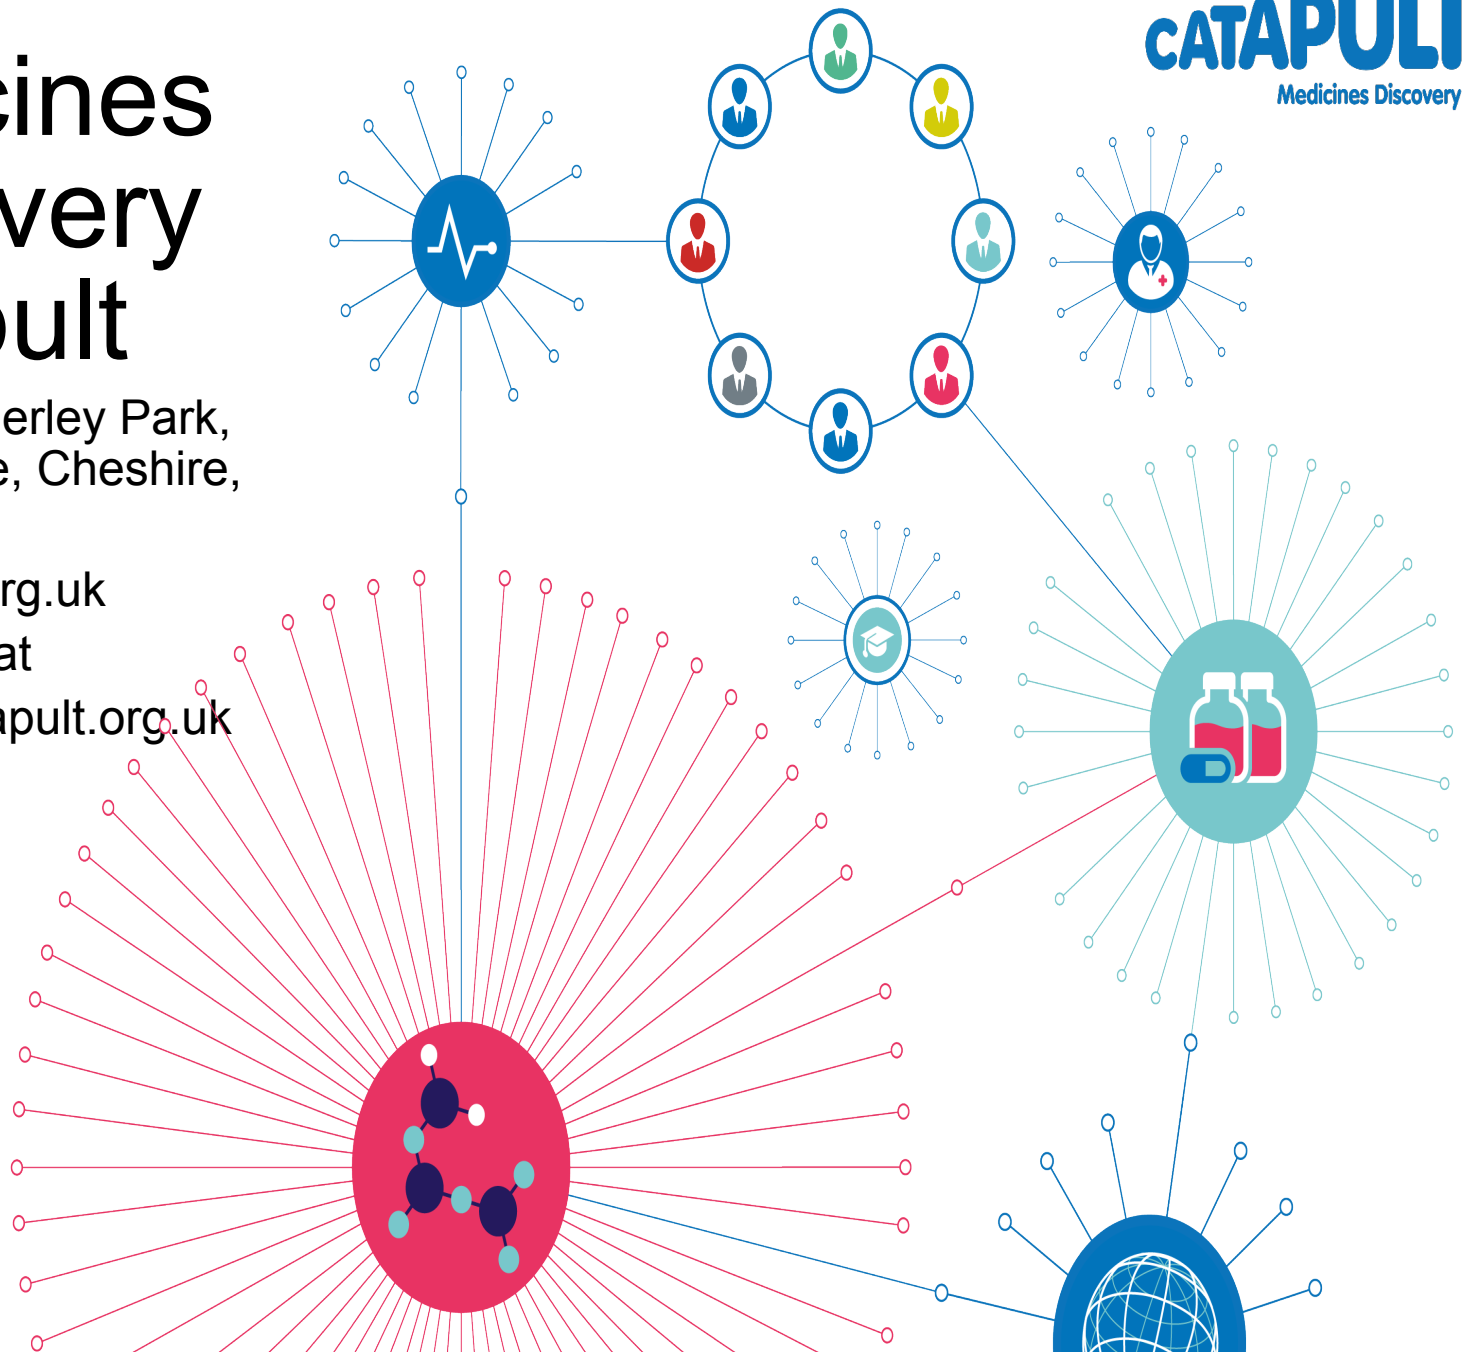 cines
very
pult
erley Park,
e, Cheshire,
rg.uk
at
apult.org.uk
CATAPULT
Medicines Discovery